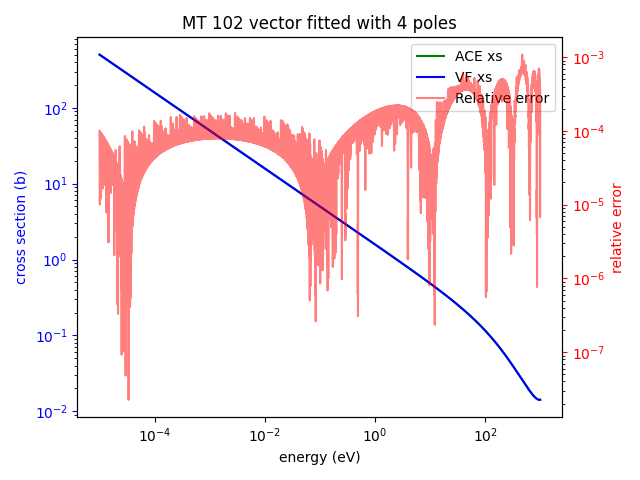 MT 102 vector fitted with 4 poles
ACE xs
VF xs
Relative error
cross section (b)
10^2
10^1
10^0
10^-1
10^-2
10^-3
10^-4
10^-5
10^-6
10^-7
relative error
10^-4
10^-2
10^0
10^2
energy (eV)